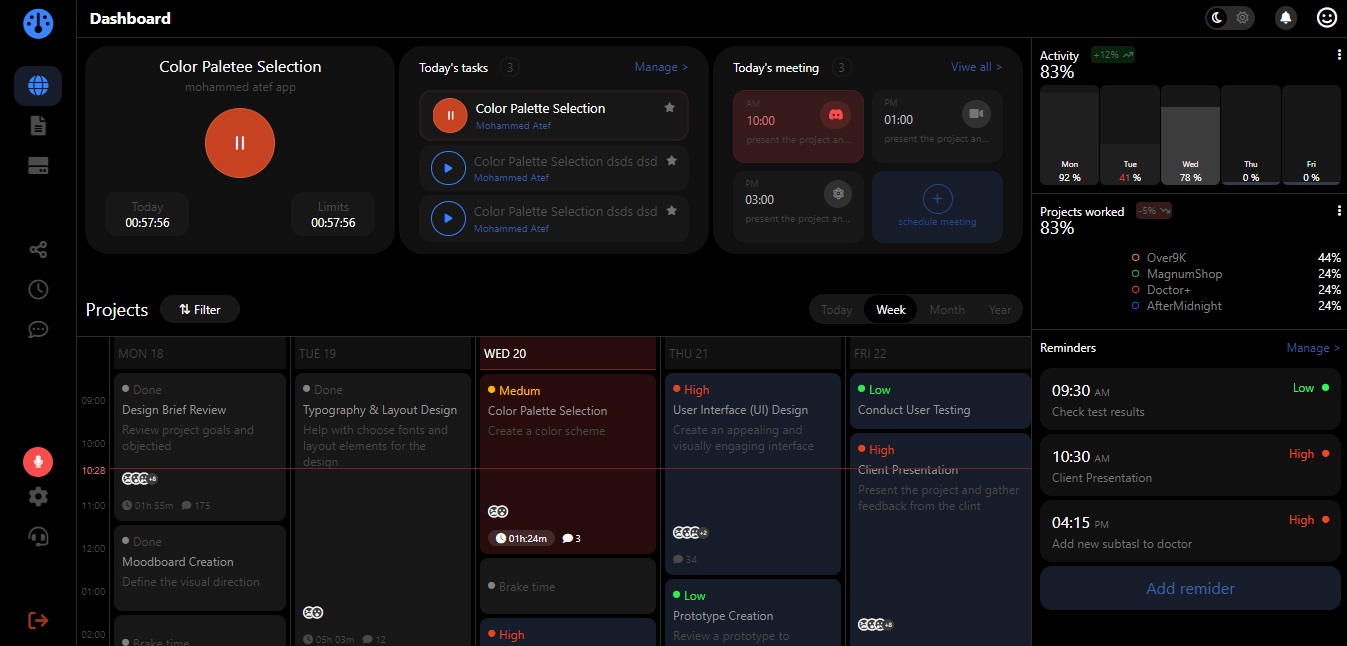 Dashboard
Color Paletee Selection
mohammed atef app
Today
00:57:56
Limits
00:57:56
Today's tasks
3
Manage >
Color Palette Selection
Mohammed Atef
Color Palette Selection dsds dsd
Mohammed Atef
Color Palette Selection dsds dsd
Mohammed Atef
Today's meeting
3
Viwe all >
AM
10:00
present the project an...
PM
01:00
present the project an...
PM
03:00
present the project an...
schedule meeting
Activity
+12%
83%
Mon
92 %
Tue
41 %
Wed
78 %
Thu
0 %
Fri
0 %
Projects worked
-5%
83%
Over9K 44%
MagnumShop 24%
Doctor+ 24%
AfterMidnight 24%
Reminders
Manage >
09:30 AM
Low
Check test results
10:30 AM
High
Client Presentation
04:15 PM
High
Add new subtasl to doctor
Add remider
Projects
Filter
Today
Week
Month
Year
09:00
10:00
10:28
11:00
12:00
01:00
02:00
MON 18
Done
Design Brief Review
Review project goals and
objectied
+8
01h 55m
175
Done
Moodboard Creation
Define the visual direction
Brake time
TUE 19
Done
Typography & Layout Design
Help with choose fonts and
layout elements for the
design
05h 03m
12
WED 20
Medum
Color Palette Selection
Create a color scheme
01h:24m
3
Brake time
High
THU 21
High
User Interface (UI) Design
Create an appealing and
visually engaging interface
+2
34
Low
Prototype Creation
Review a prototype to
FRI 22
Low
Conduct User Testing
High
Client Presentation
Present the project and gather
feedback from the clint
+8